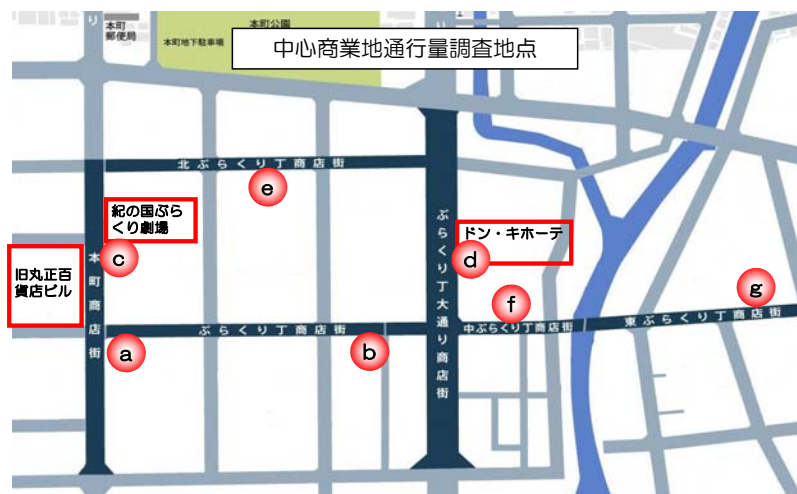 り
本町
郵便局
本町公園
本町地下駐車場
中心商業地通行量調査地点
北ぶらくり丁商店街
e
紀の国ぶら
くり劇場
c
旧丸正百
貨店ビル
本町商店街
ぶらくり丁大通り商店街
ドン・キホーテ
d
g
f
ぶらくり丁商店街
中ぶらくり丁商店街
東ぶらくり丁商店街
a
b